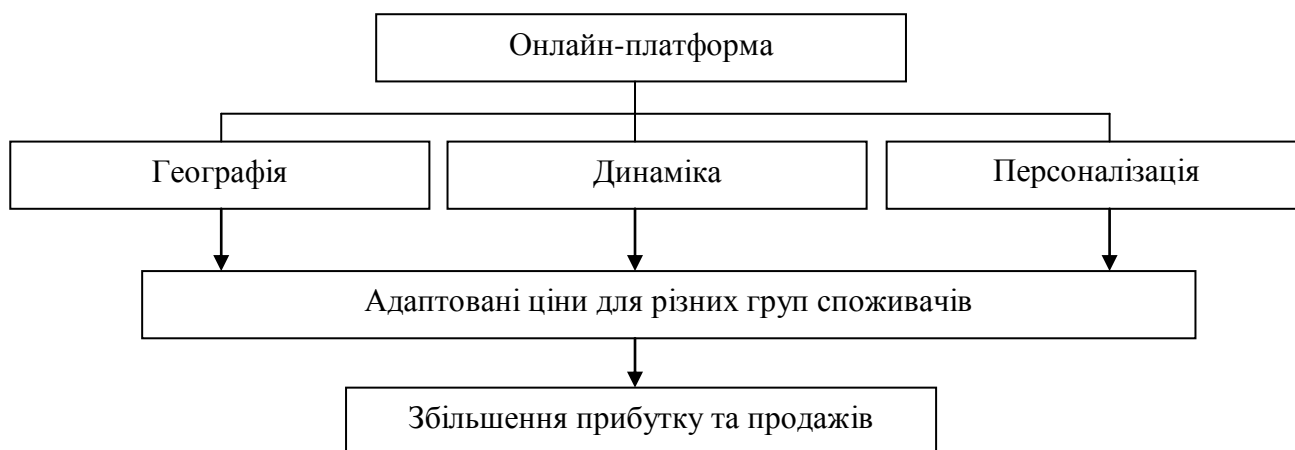 Онлайн-платформа
Географія
Динаміка
Персоналізація
Адаптовані ціни для різних груп споживачів
Збільшення прибутку та продажів